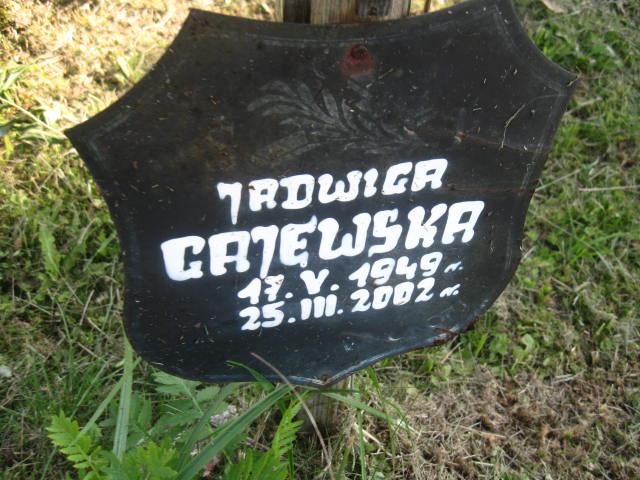 JADWIGA
GAJEWSKA
17. V. 1949 r.
25. III. 2002 r.